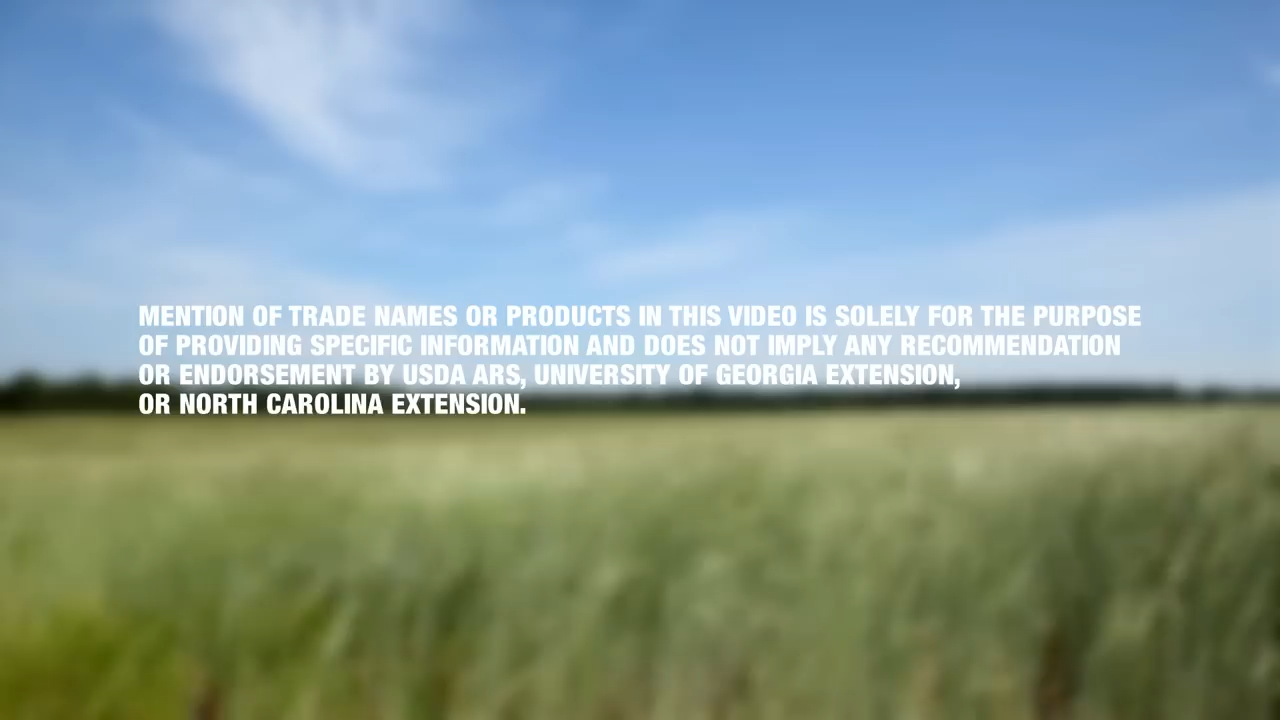 MENTION OF TRADE NAMES OR PRODUCTS IN THIS VIDEO IS SOLELY FOR THE PURPOSE
OF PROVIDING SPECIFIC INFORMATION AND DOES NOT IMPLY ANY RECOMMENDATION
OR ENDORSEMENT BY USDA ARS, UNIVERSITY OF GEORGIA EXTENSION,
OR NORTH CAROLINA EXTENSION.